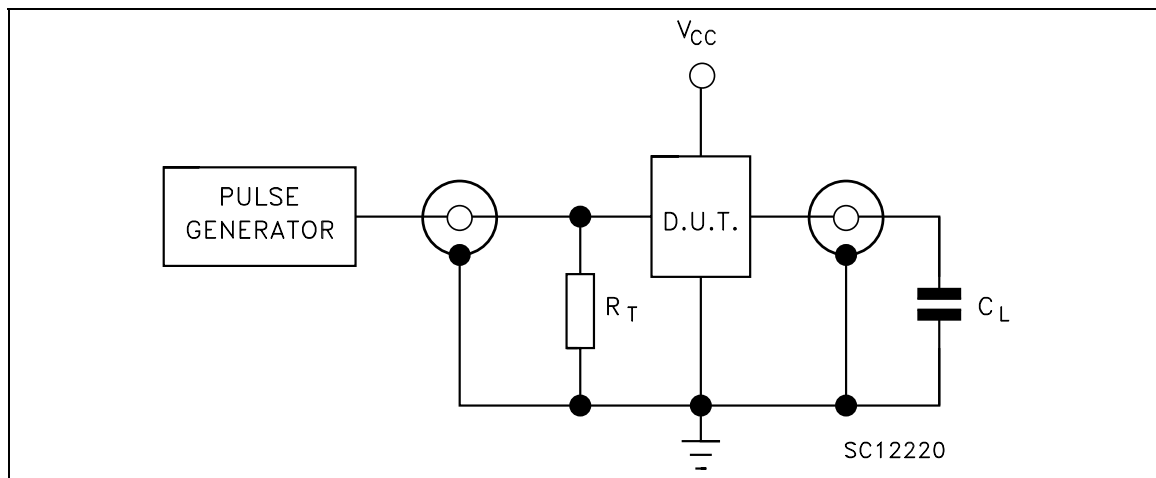 VCC
PULSE
GENERATOR
D.U.T.
RT
CL
SC12220